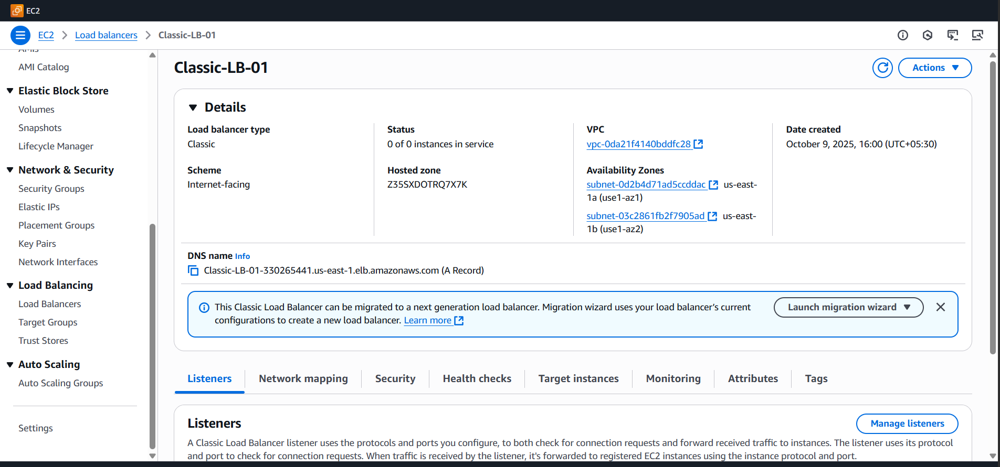 EC2
EC2 > Load balancers > Classic-LB-01
AMIs
AMI Catalog
Elastic Block Store
Volumes
Snapshots
Lifecycle Manager
Network & Security
Security Groups
Elastic IPs
Placement Groups
Key Pairs
Network Interfaces
Load Balancing
Load Balancers
Target Groups
Trust Stores
Auto Scaling
Auto Scaling Groups
Settings
Classic-LB-01
Actions
Details
Load balancer type
Classic
Scheme
Internet-facing
Status
0 of 0 instances in service
Hosted zone
Z35SXDOTRQ7X7K
VPC
vpc-0da21f4140bddfc28
Availability Zones
subnet-0d2b4d71ad5ccddac us-east-
1a (use1-az1)
subnet-03c2861fb2f7905ad us-east-
1b (use1-az2)
Date created
October 9, 2025, 16:00 (UTC+05:30)
DNS name Info
Classic-LB-01-330265441.us-east-1.elb.amazonaws.com (A Record)
This Classic Load Balancer can be migrated to a next generation load balancer. Migration wizard uses your load balancer's current
configurations to create a new load balancer. Learn more
Launch migration wizard
Listeners
Network mapping
Security
Health checks
Target instances
Monitoring
Attributes
Tags
Listeners
Manage listeners
A Classic Load Balancer listener uses the protocols and ports you configure, to both check for connection requests and forward received traffic to instances. The listener uses its protocol
and port to check for connection requests. When traffic is received by the listener, it's forwarded to registered EC2 instances using the instance protocol and port.